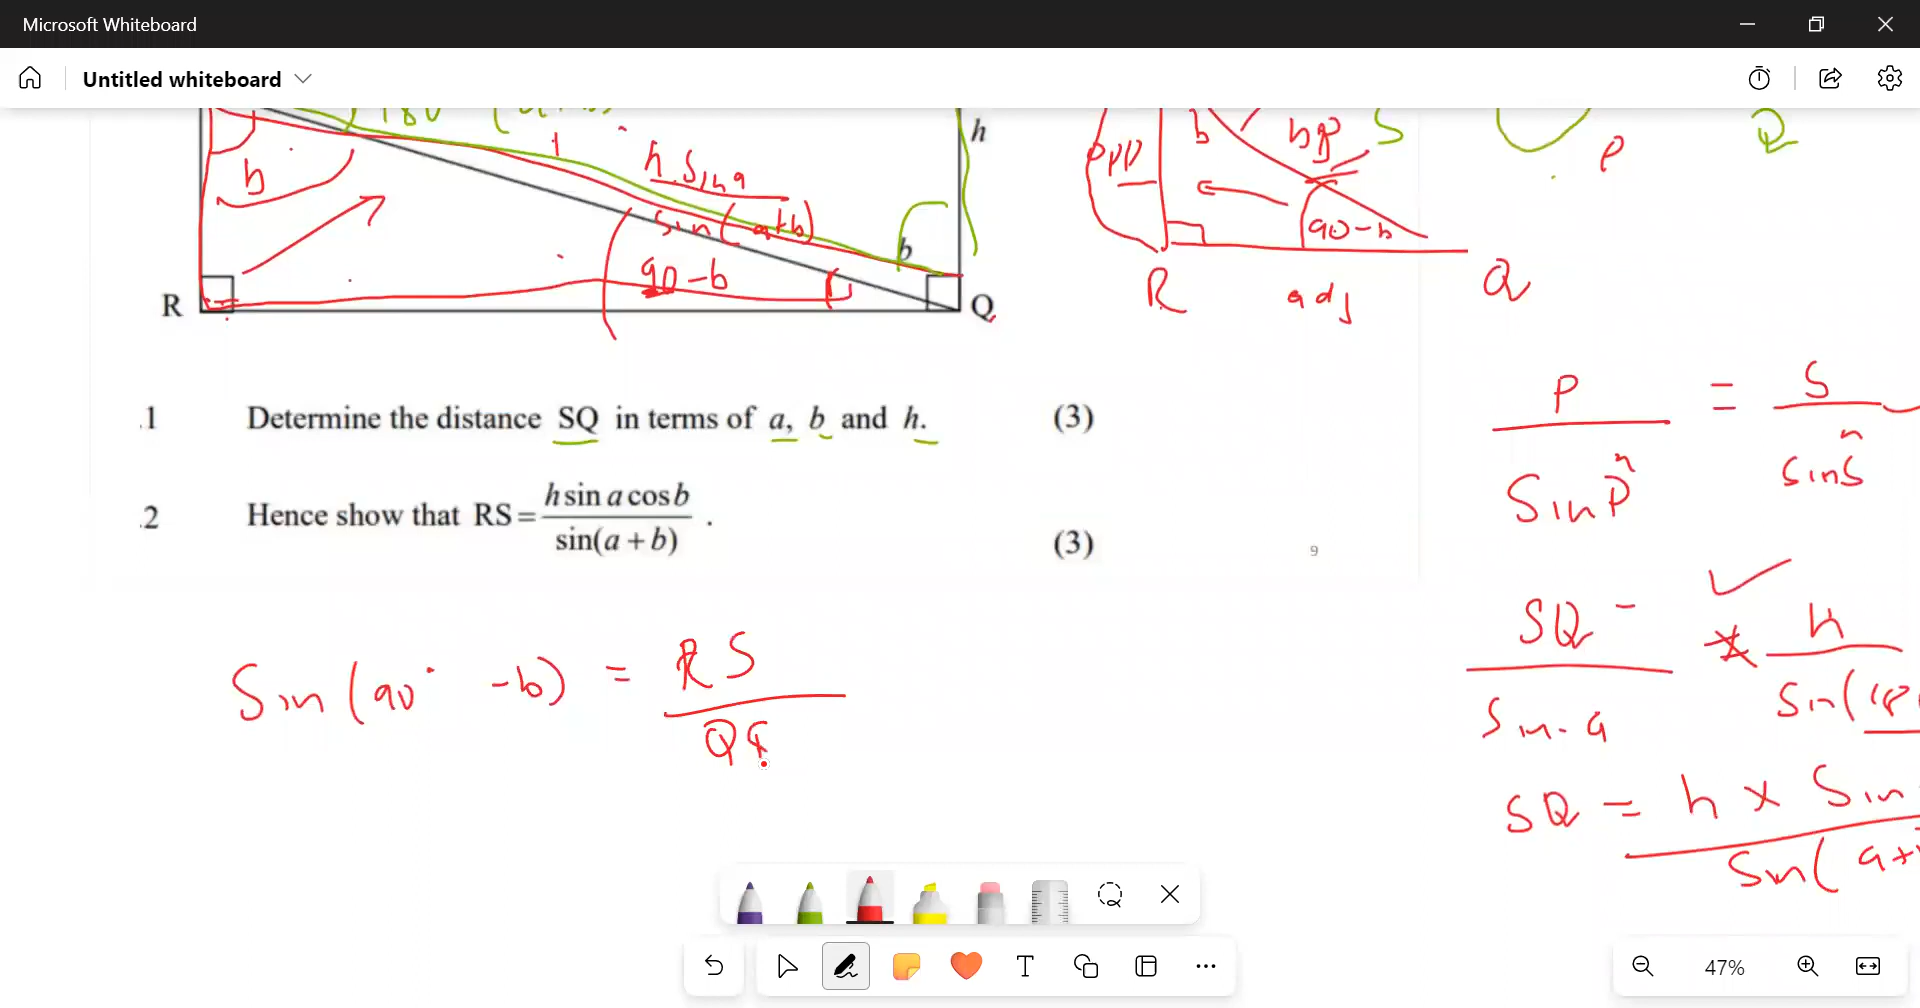 Microsoft Whiteboard
Untitled whiteboard
h
b
h. Sin a
sin(a+b)
b
90-b
R
Q
opp
b
hyp
S
P
Q
90-b
R
adj
Q
.1 Determine the distance SQ in terms of a, b and h. (3)
.2 Hence show that RS = h sin a cos b / sin(a + b) . (3)
9
P = S
Sin P̂ sin Ŝ
SQ = h
Sin a Sin(18
SQ = h x Sin
Sin( a+
Sin(90° -b) = RS
QS
47%